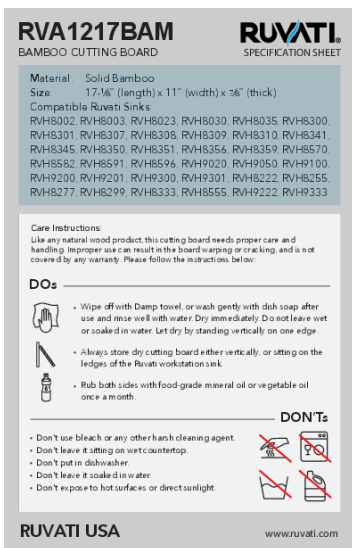 RVA1217BAM
BAMBOO CUTTING BOARD
RUVATI®
SPECIFICATION SHEET
Material: Solid Bamboo
Size: 17-⅛” (length) x 11” (width) x ⅞” (thick)
Compatible Ruvati Sinks:
RVH8002, RVH8003, RVH8023, RVH8030, RVH8035, RVH8300,
RVH8301, RVH8307, RVH8308, RVH8309, RVH8310, RVH8341,
RVH8345, RVH8350, RVH8351, RVH8356, RVH8359, RVH8570,
RVH8582, RVH8591, RVH8596, RVH9020, RVH9050, RVH9100,
RVH9200, RVH9201, RVH9300, RVH9301, RVH8222, RVH8255,
RVH8277, RVH8299, RVH8333, RVH8555, RVH9222, RVH9333
Care Instructions:
Like any natural wood product, this cutting board needs proper care and
handling. Improper use can result in the board warping or cracking, and is not
covered by any warranty. Please follow the instructions below:
DOs
• Wipe off with Damp towel, or wash gently with dish soap after
use and rinse well with water. Dry immediately. Do not leave wet
or soaked in water. Let dry by standing vertically on one edge.
• Always store dry cutting board either vertically, or sitting on the
ledges of the Ruvati workstation sink.
• Rub both sides with food-grade mineral oil or vegetable oil
once a month.
DON'Ts
• Don't use bleach or any other harsh cleaning agent.
• Don't leave it sitting on wet countertop.
• Don't put in dishwasher.
• Don't leave it soaked in water.
• Don't expose to hot surfaces or direct sunlight.
RUVATI USA
www.ruvati.com